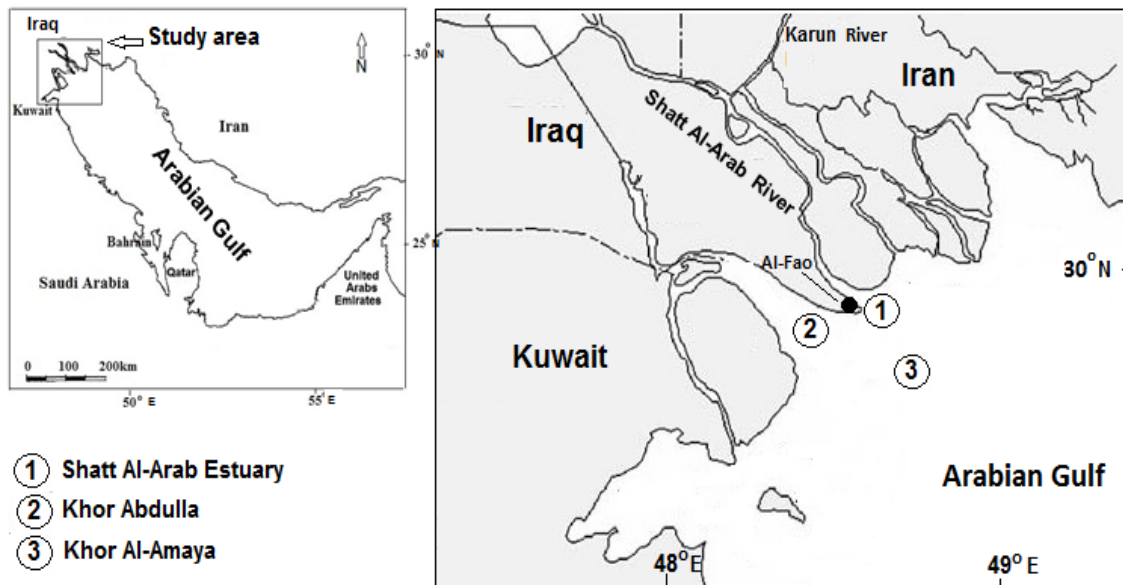 Iraq
Study area
N
30° N
Kuwait
Iran
Arabian Gulf
Bahrain
Qatar
25° N
Saudi Arabia
United
Arabs
Emirates
0 100 200km
50° E
55° E
1 Shatt Al-Arab Estuary
2 Khor Abdulla
3 Khor Al-Amaya
Karun River
Iran
Iraq
Shatt Al-Arab River
Al-Fao
30° N
1
2
Kuwait
3
Arabian Gulf
48° E
49° E